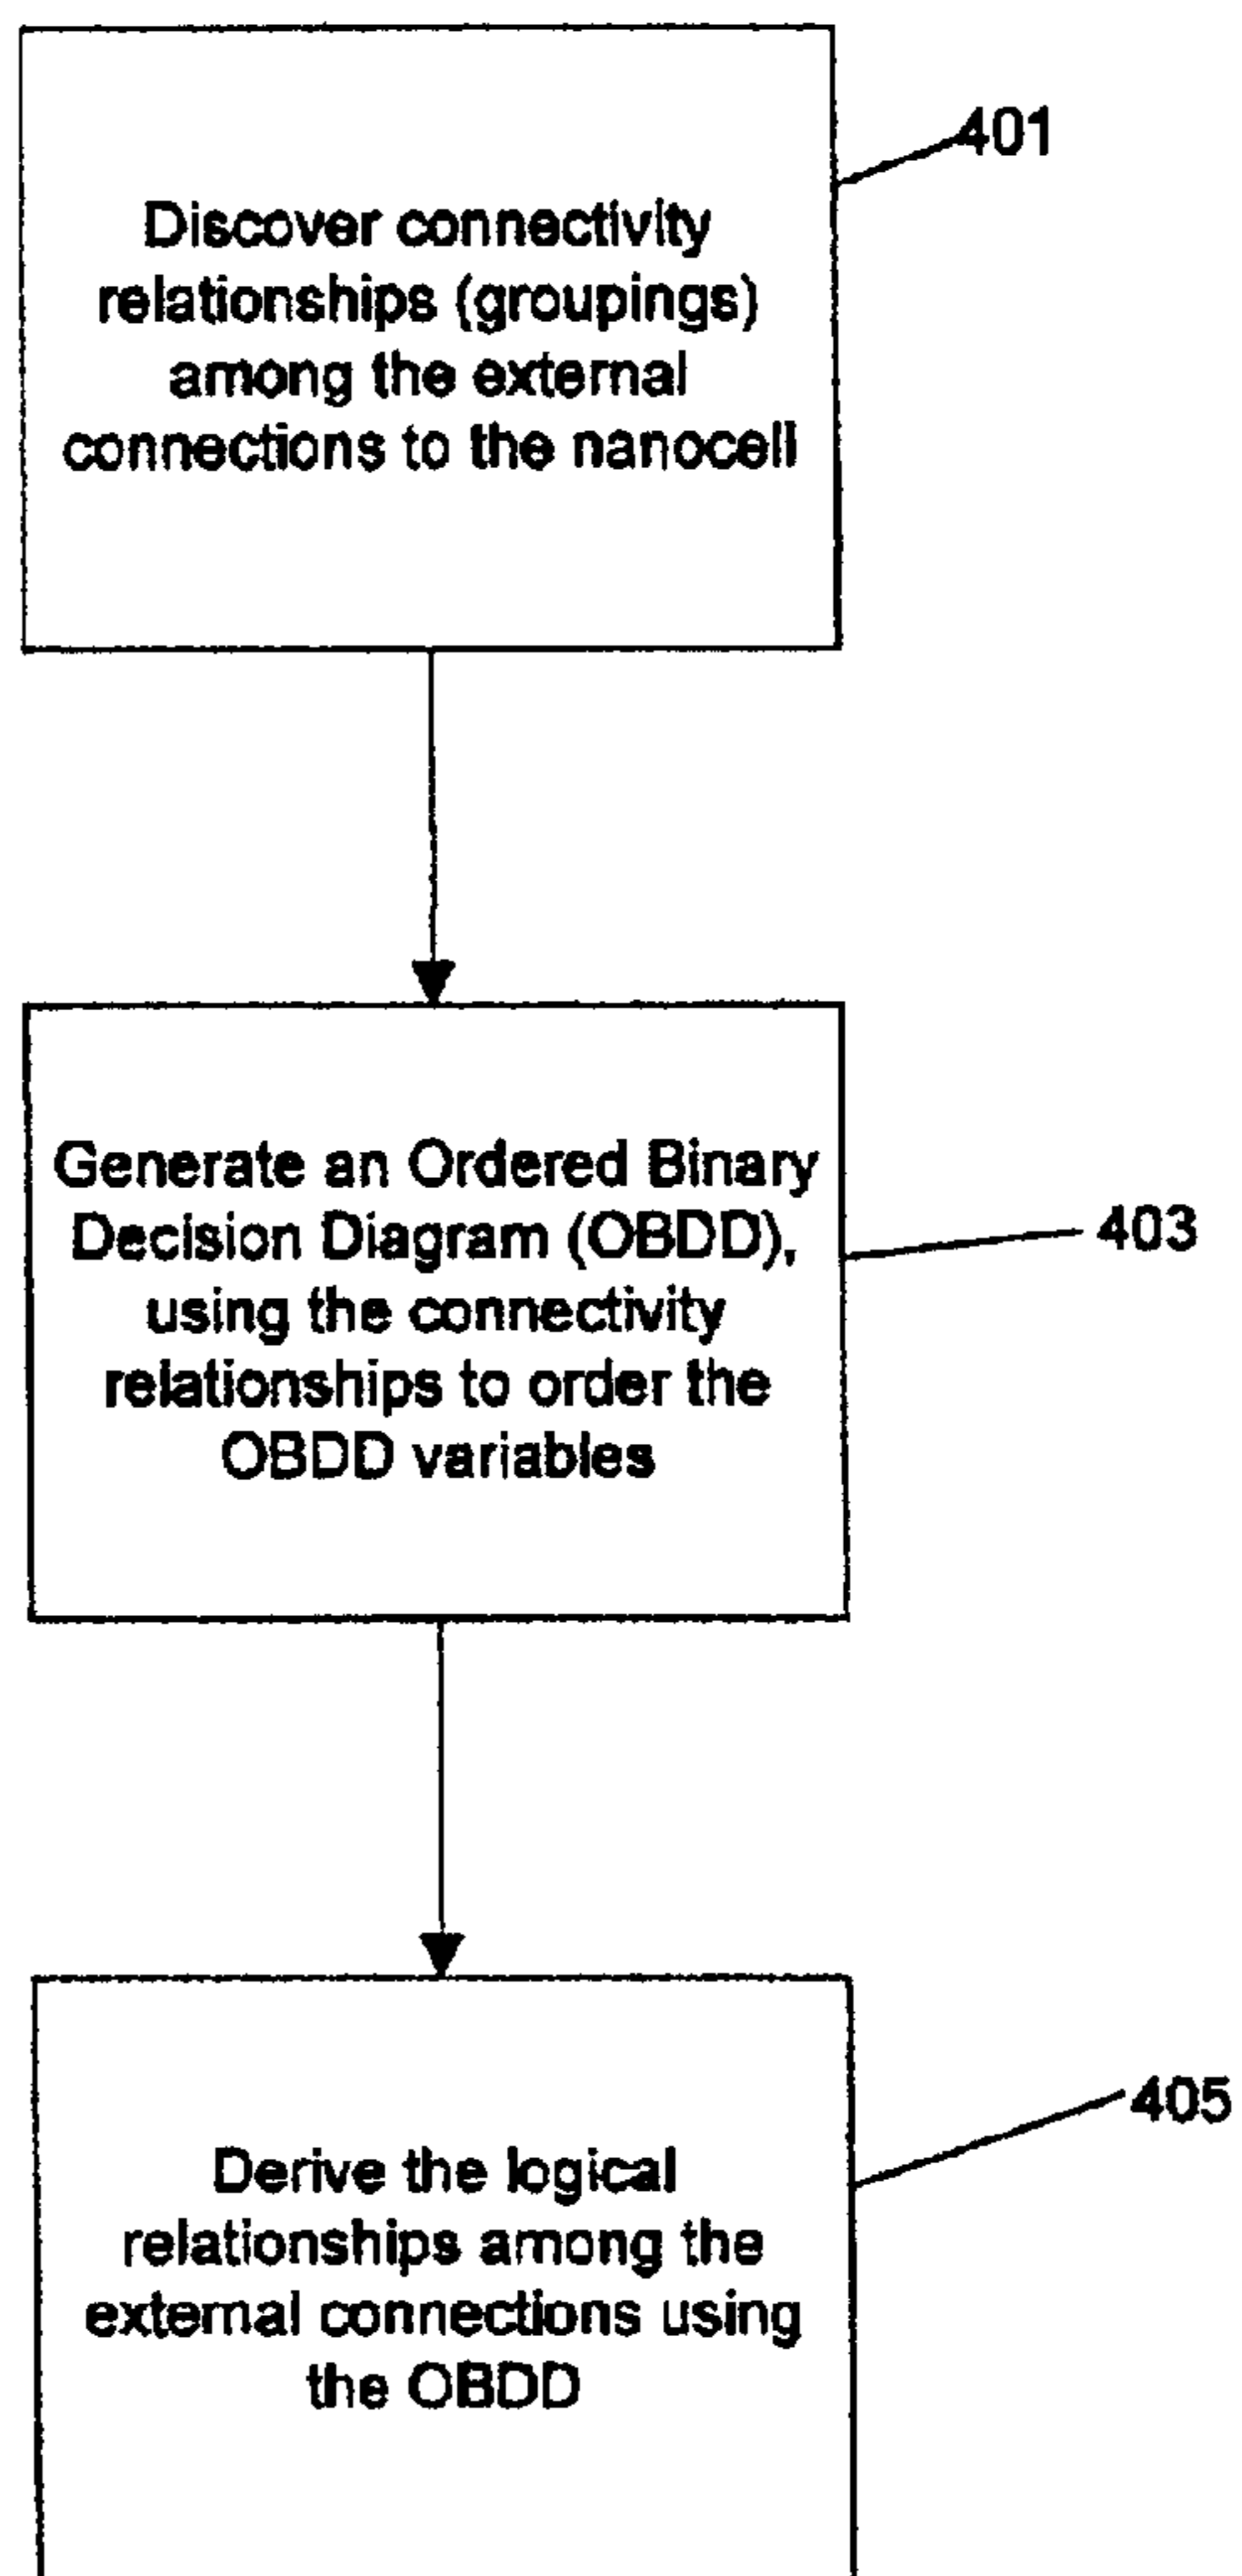 401
Discover connectivity
relationships (groupings)
among the external
connections to the nanocell
Generate an Ordered Binary
Decision Diagram (OBDD),
using the connectivity
relationships to order the
OBDD variables
403
405
Derive the logical
relationships among the
external connections using
the OBDD